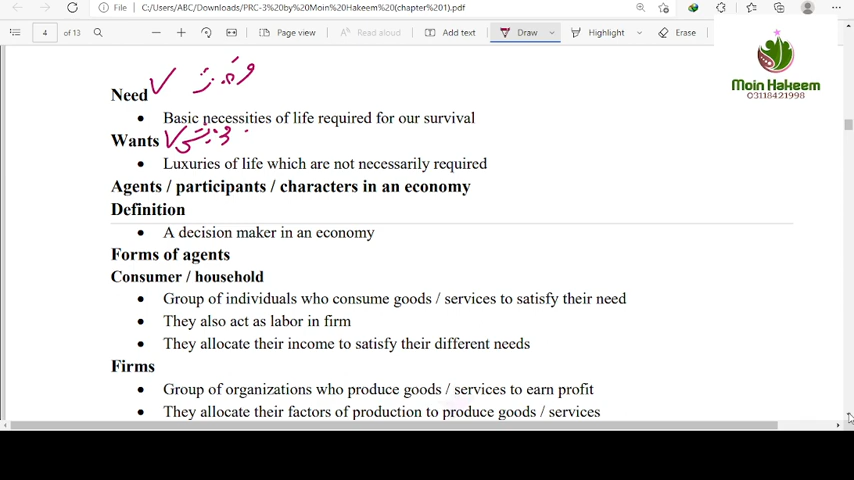 File C:/Users/ABC/Downloads/PRC-3%20by%20Moin%20Hakeem%20(chapter%201).pdf
4 of 13 Page view Read aloud Add text Draw Highlight Erase
Moin Hakeem
03118421998
Need
• Basic necessities of life required for our survival
Wants
• Luxuries of life which are not necessarily required
Agents / participants / characters in an economy
Definition
• A decision maker in an economy
Forms of agents
Consumer / household
• Group of individuals who consume goods / services to satisfy their need
• They also act as labor in firm
• They allocate their income to satisfy their different needs
Firms
• Group of organizations who produce goods / services to earn profit
• They allocate their factors of production to produce goods / services